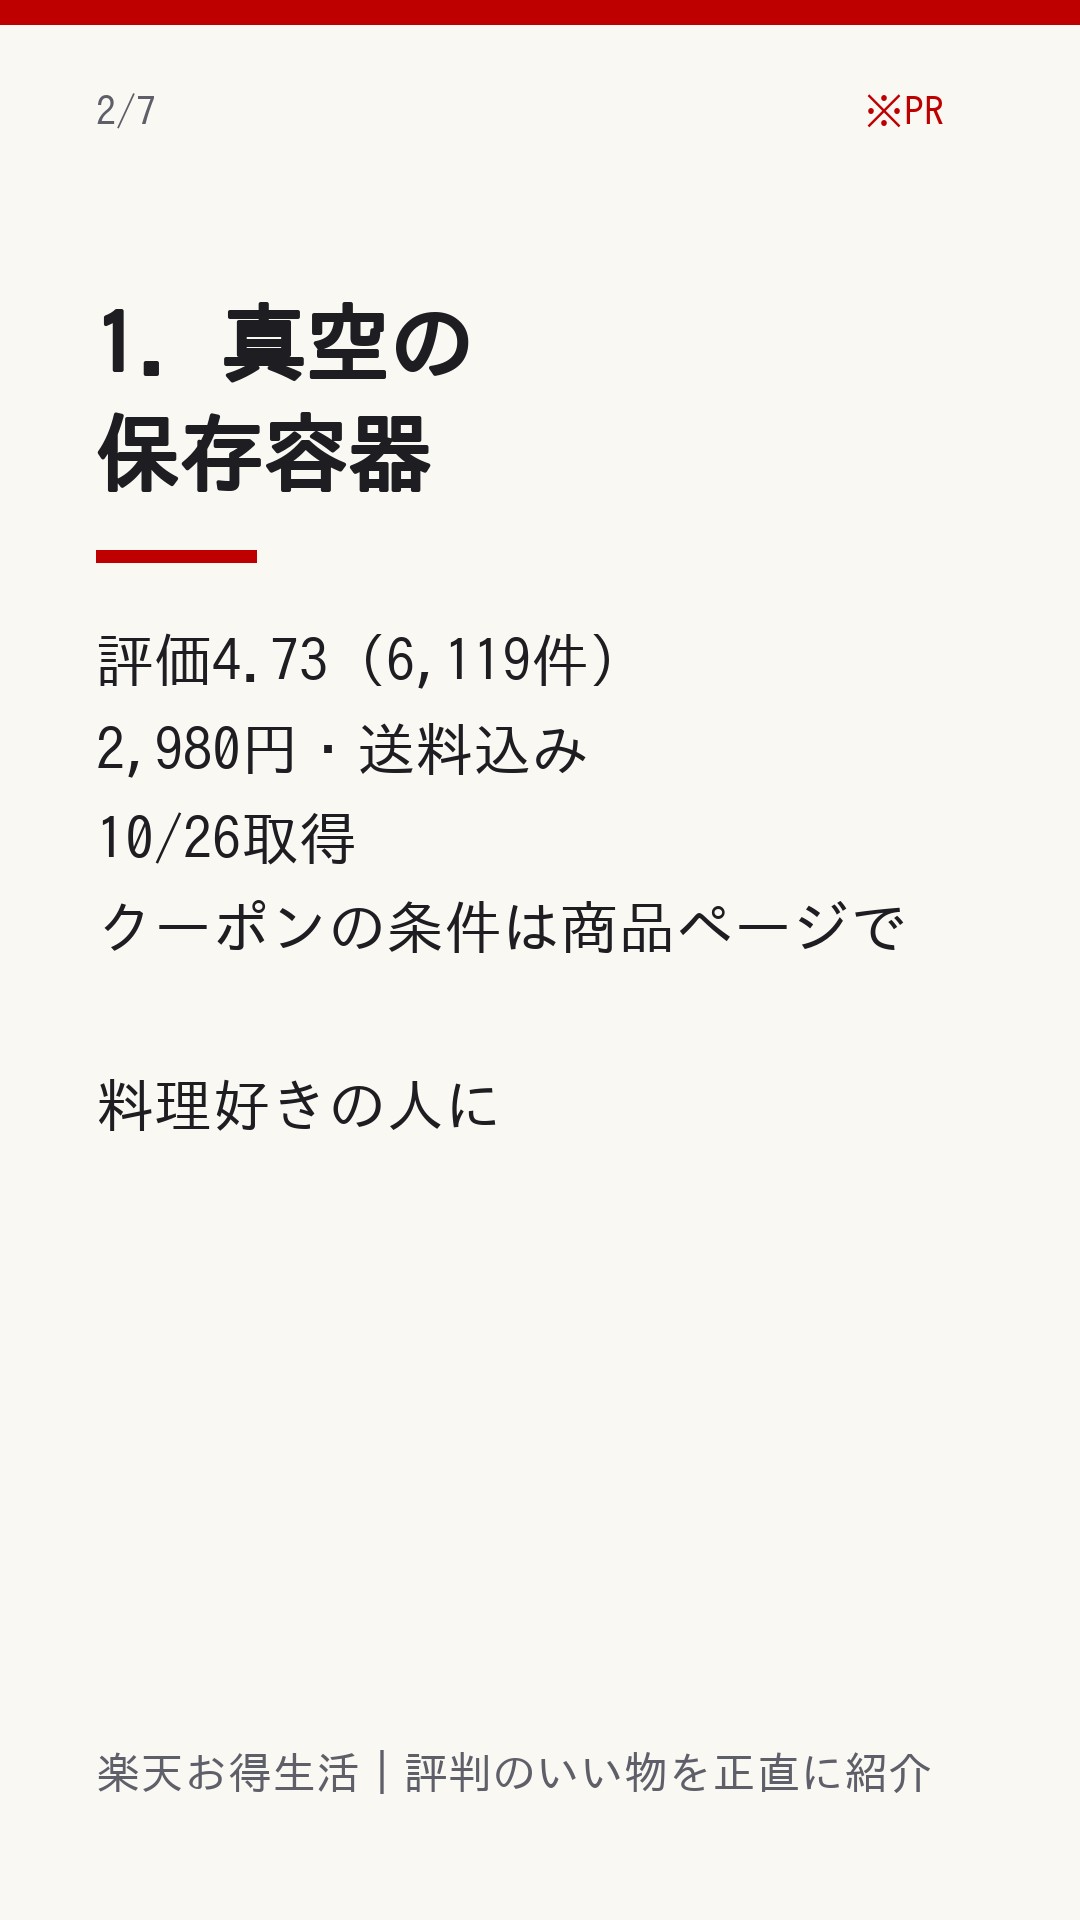 2/7
※PR
1. 真空の
保存容器
評価4.73（6,119件）
2,980円・送料込み
10/26取得
クーポンの条件は商品ページで
料理好きの人に
楽天お得生活｜評判のいい物を正直に紹介